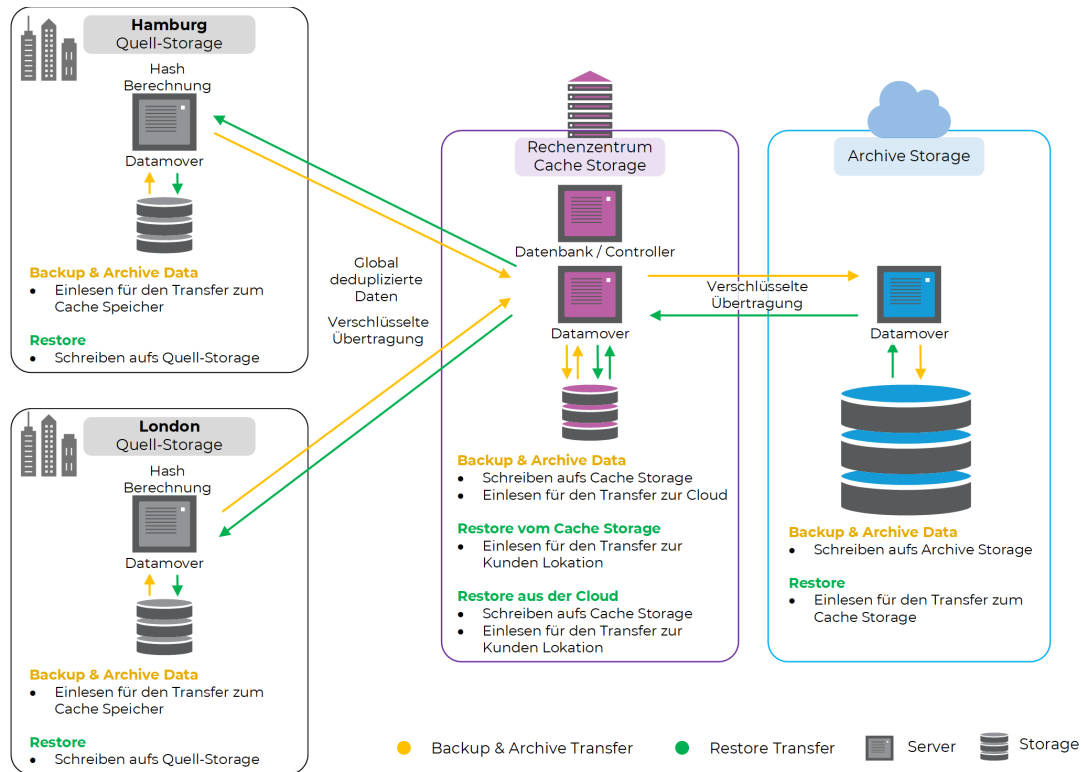 Hamburg
Quell-Storage
Hash
Berechnung
Datamover
Backup & Archive Data
• Einlesen für den Transfer zum
Cache Speicher
Restore
• Schreiben aufs Quell-Storage
London
Quell-Storage
Hash
Berechnung
Datamover
Backup & Archive Data
• Einlesen für den Transfer zum
Cache Speicher
Restore
• Schreiben aufs Quell-Storage
Global
deduplizierte
Daten
Verschlüsselte
Übertragung
Rechenzentrum
Cache Storage
Datenbank / Controller
Datamover
Backup & Archive Data
• Schreiben aufs Cache Storage
• Einlesen für den Transfer zur Cloud
Restore vom Cache Storage
• Einlesen für den Transfer zur
Kunden Lokation
Restore aus der Cloud
• Schreiben aufs Cache Storage
• Einlesen für den Transfer zur
Kunden Lokation
Verschlüsselte
Übertragung
Archive Storage
Datamover
Backup & Archive Data
• Schreiben aufs Archive Storage
Restore
• Einlesen für den Transfer zum
Cache Storage
Backup & Archive Transfer
Restore Transfer
Server
Storage